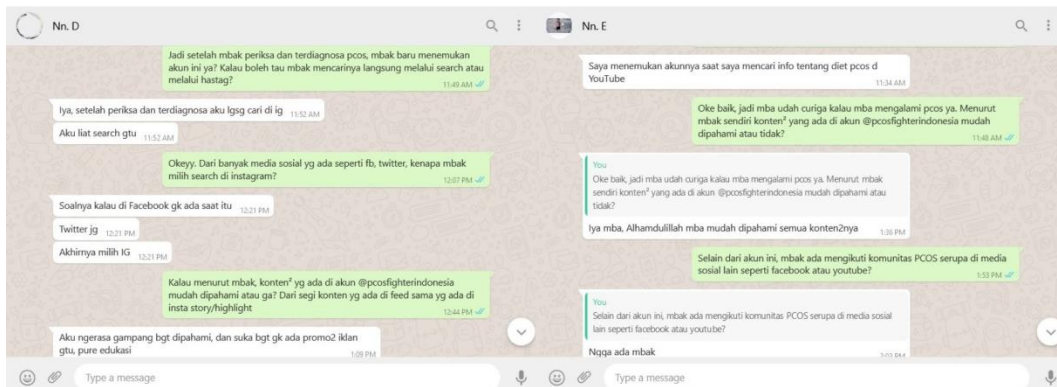 Nn. D
Jadi setelah mbak periksa dan terdiagnosa pcos, mbak baru menemukan
akun ini ya? Kalau boleh tau mbak mencarinya langsung melalui search atau
melalui hastag?
11:49 AM
Iya, setelah periksa dan terdiagnosa aku lgsg cari di ig
11:52 AM
Aku liat search gtu
11:52 AM
Okeyy. Dari banyak media sosial yg ada seperti fb, twitter, kenapa mbak
milih search di instagram?
12:07 PM
Soalnya kalau di Facebook gk ada saat itu
12:21 PM
Twitter jg
12:21 PM
Akhirnya milih IG
12:21 PM
Kalau menurut mbak, konten² yg ada di akun @pcosfighterindonesia
mudah dipahami atau ga? Dari segi konten yg ada di feed sama yg ada di
insta story/highlight
12:44 PM
Aku ngerasa gampang bgt dipahami, dan suka bgt gk ada promo2 iklan
gtu, pure edukasi
1:09 PM
Type a message
Nn. E
Saya menemukan akunnya saat saya mencari info tentang diet pcos d
YouTube
11:34 AM
Oke baik, jadi mba udah curiga kalau mba mengalami pcos ya. Menurut
mbak sendiri konten² yang ada di akun @pcosfighterindonesia mudah
dipahami atau tidak?
11:48 AM
You
Oke baik, jadi mba udah curiga kalau mba mengalami pcos ya. Menurut mbak
sendiri konten² yang ada di akun @pcosfighterindonesia mudah dipahami atau
tidak?
Iya mba, Alhamdulillah mba mudah dipahami semua konten2nya
1:38 PM
Selain dari akun ini, mbak ada mengikuti komunitas PCOS serupa di media
sosial lain seperti facebook atau youtube?
1:53 PM
You
Selain dari akun ini, mbak ada mengikuti komunitas PCOS serupa di media sosial
lain seperti facebook atau youtube?
Ngga ada mbak
Type a message